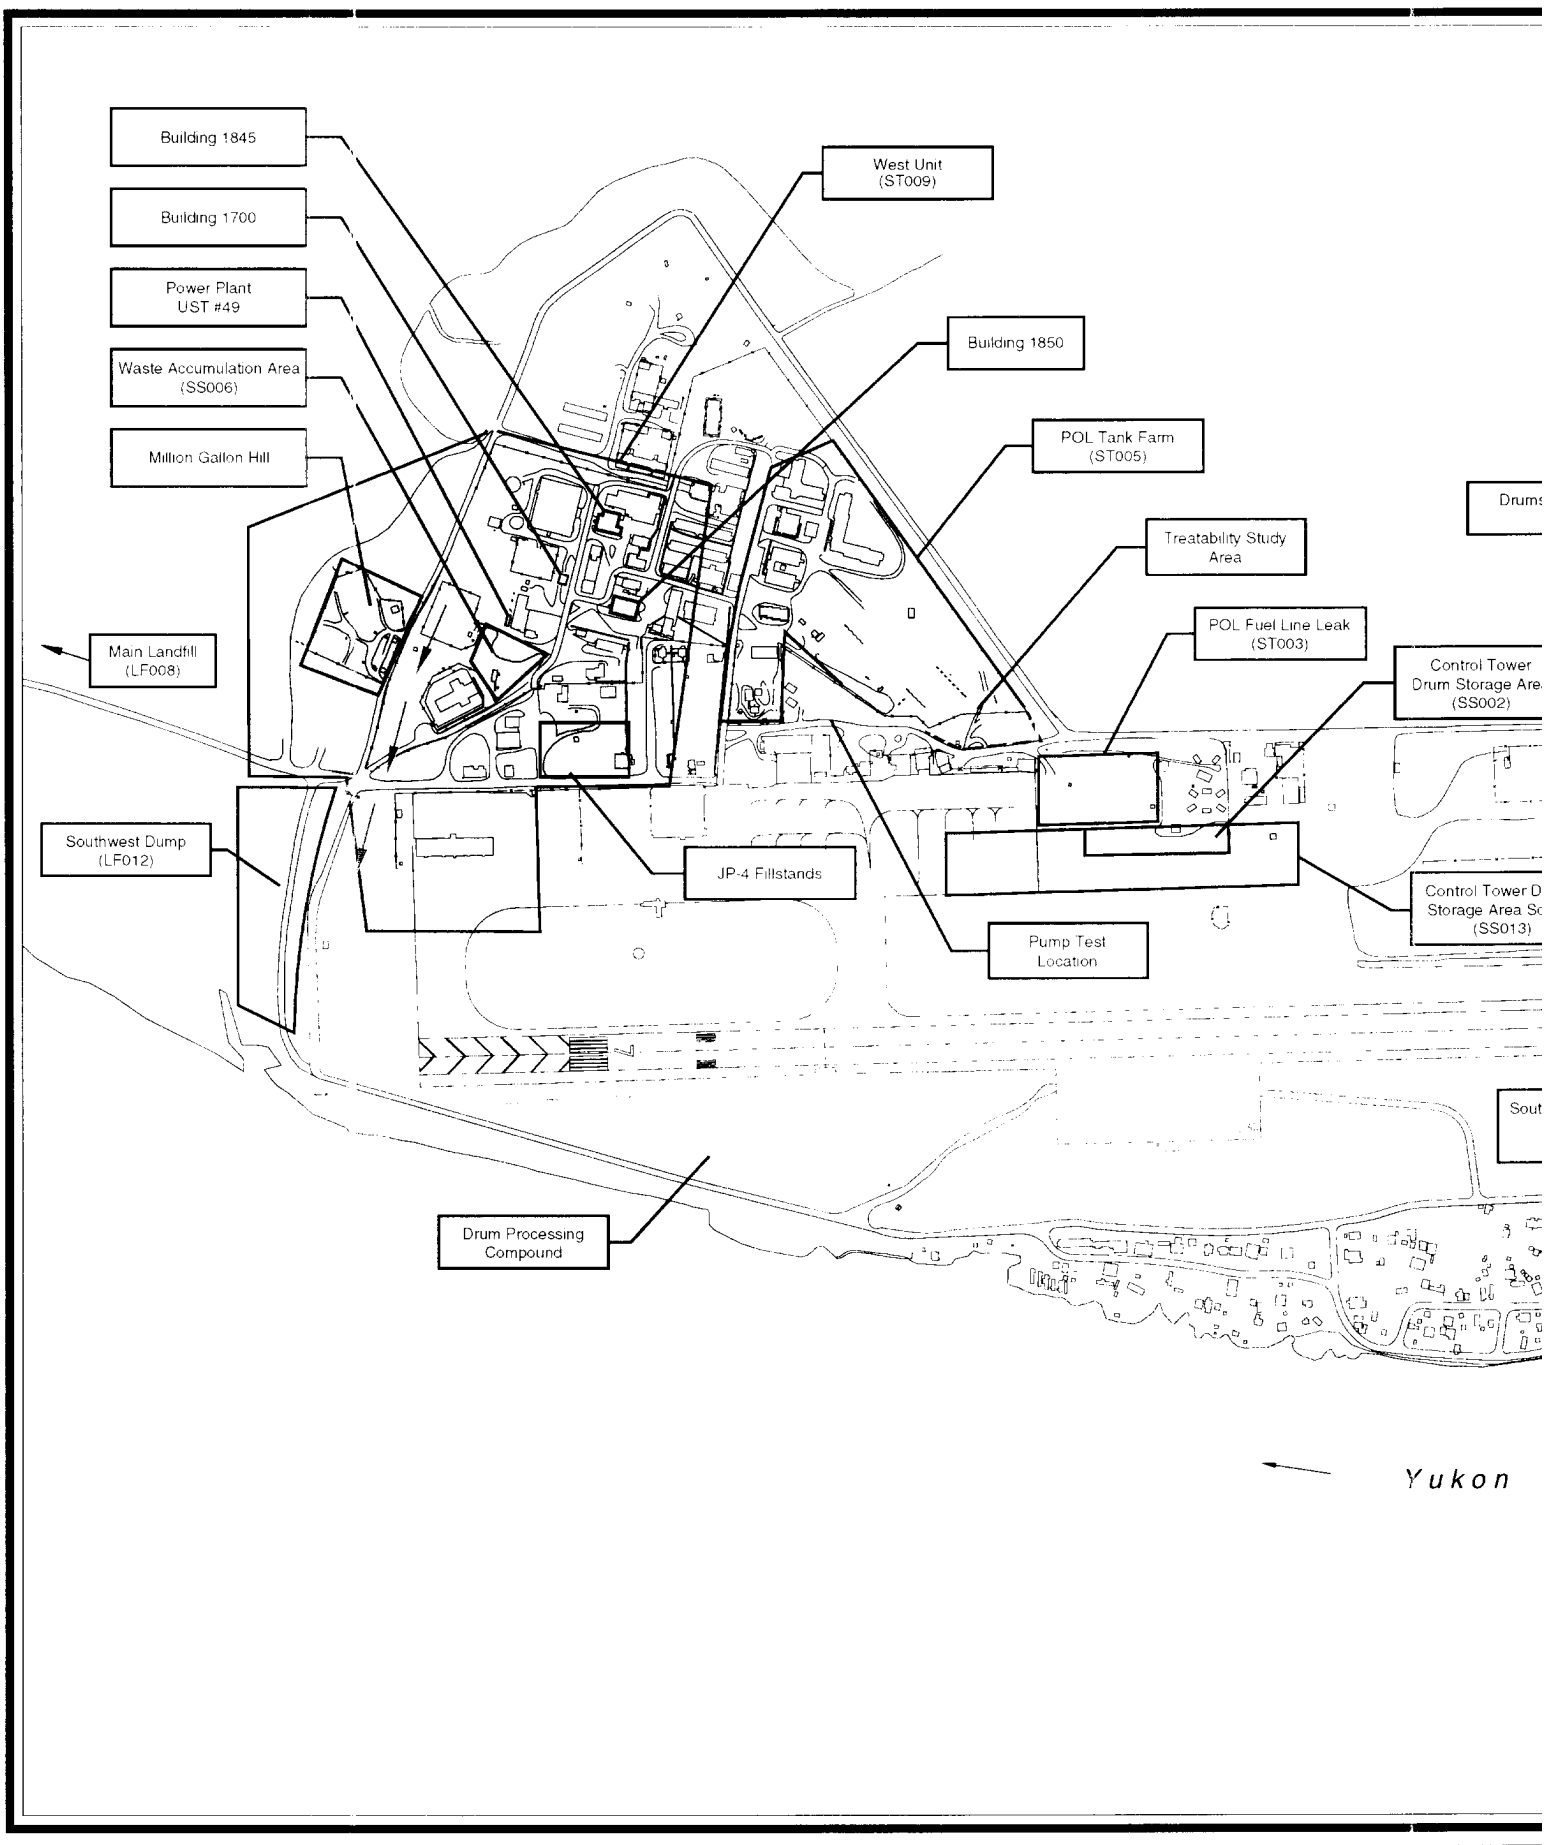 Building 1845
West Unit
(ST009)
Building 1700
Power Plant
UST #49
Building 1850
Waste Accumulation Area
(SS006)
POL Tank Farm
(ST005)
Million Gallon Hill
Drums
Treatability Study
Area
POL Fuel Line Leak
(ST003)
Main Landfill
(LF008)
Control Tower
Drum Storage Area
(SS002)
Southwest Dump
(LF012)
JP-4 Fillstands
Control Tower D
Storage Area So
(SS013)
Pump Test
Location
7
Sout
Drum Processing
Compound
Yukon